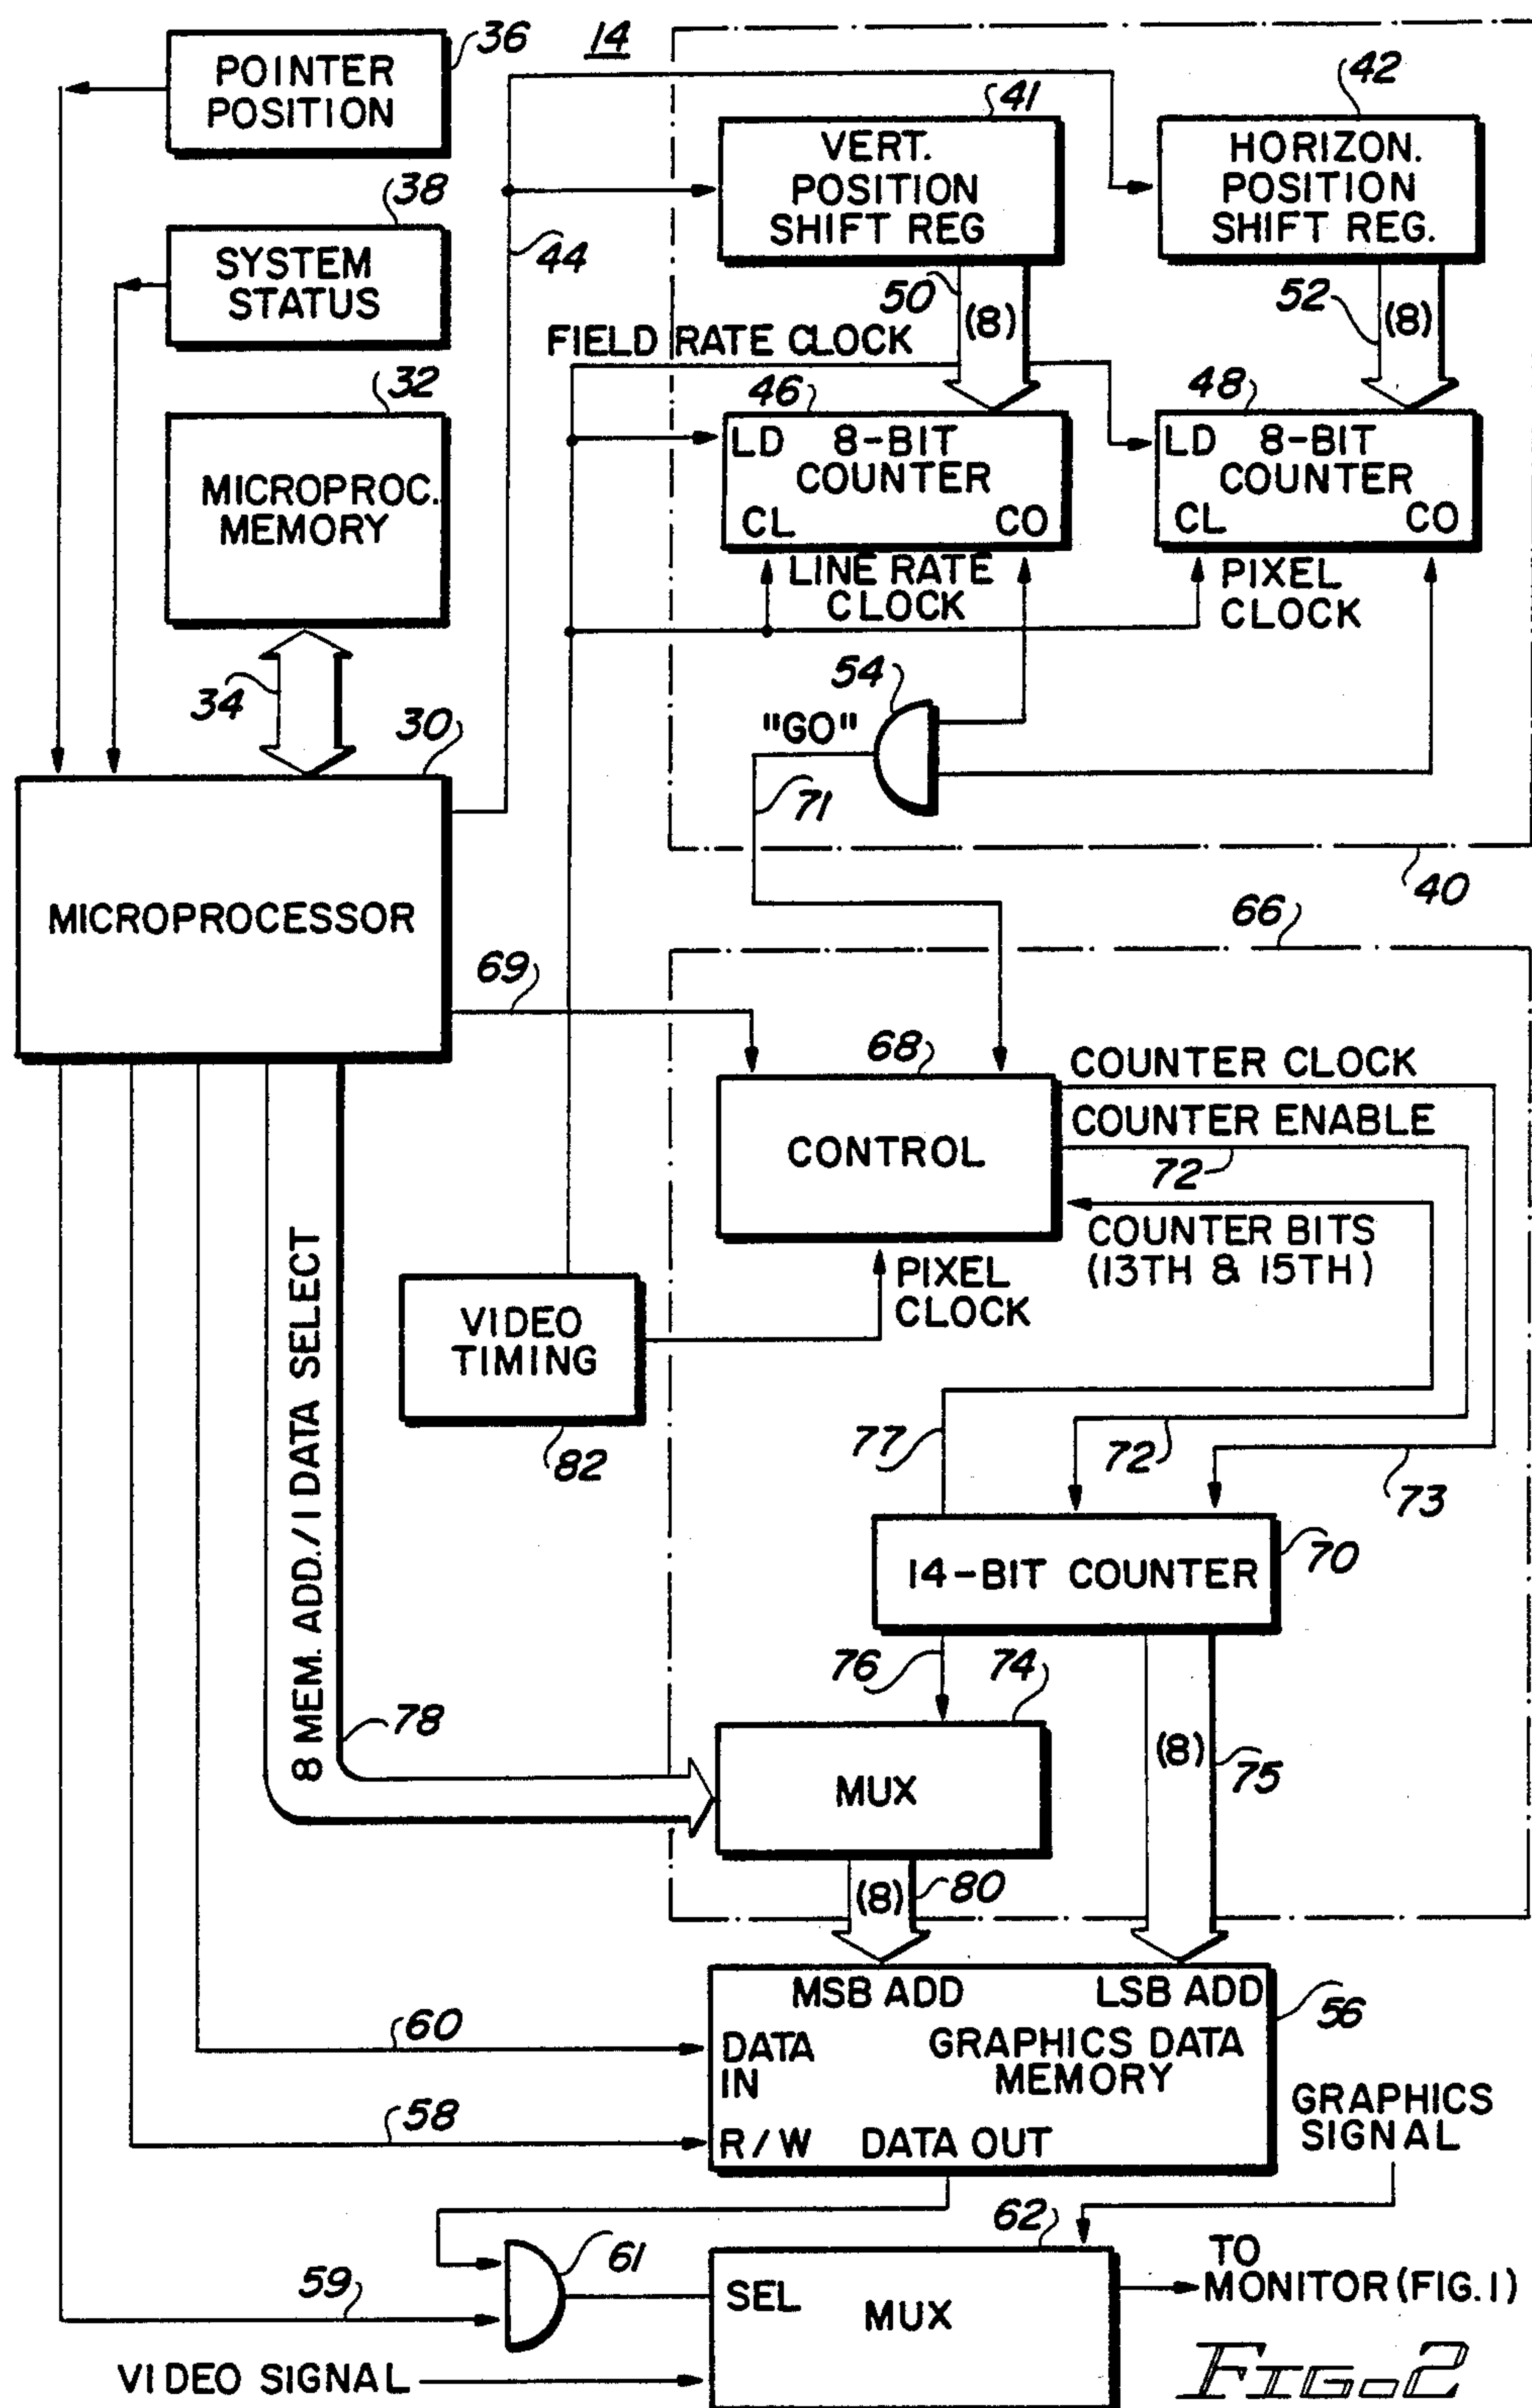 36
14
POINTER
POSITION
41
42
VERT.
POSITION
SHIFT REG
HORIZON.
POSITION
SHIFT REG.
38
SYSTEM
STATUS
44
50
(8)
52
(8)
FIELD RATE CLOCK
32
MICROPROC.
MEMORY
46
48
LD 8-BIT
COUNTER
CL CO
LD 8-BIT
COUNTER
CL CO
LINE RATE
CLOCK
PIXEL
CLOCK
34
54
"GO"
30
71
40
MICROPROCESSOR
66
69
68
COUNTER CLOCK
COUNTER ENABLE
72
CONTROL
COUNTER BITS
(13TH & 15TH)
PIXEL
CLOCK
VIDEO
TIMING
82
8 MEM. ADD./1 DATA SELECT
77
72
73
14-BIT COUNTER
70
76
74
78
(8)
75
MUX
(8)
80
MSB ADD LSB ADD
56
60
DATA
IN
GRAPHICS DATA
MEMORY
58
R/W DATA OUT
GRAPHICS
SIGNAL
62
61
59
SEL
MUX
TO
MONITOR (FIG. 1)
VIDEO SIGNAL
FIG. 2